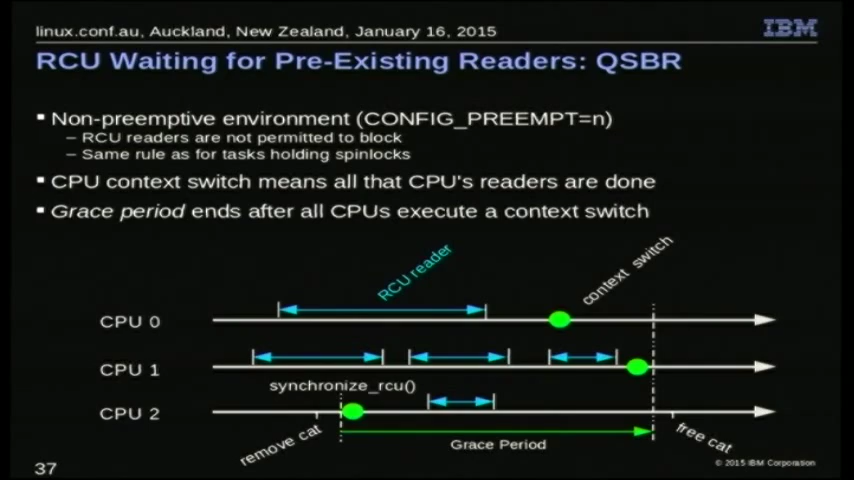 linux.conf.au, Auckland, New Zealand, January 16, 2015
IBM
RCU Waiting for Pre-Existing Readers: QSBR
▪ Non-preemptive environment (CONFIG_PREEMPT=n)
– RCU readers are not permitted to block
– Same rule as for tasks holding spinlocks
▪ CPU context switch means all that CPU's readers are done
▪ Grace period ends after all CPUs execute a context switch
RCU reader
context switch
CPU 0
CPU 1
synchronize_rcu()
CPU 2
remove cat
Grace Period
free cat
37
© 2015 IBM Corporation